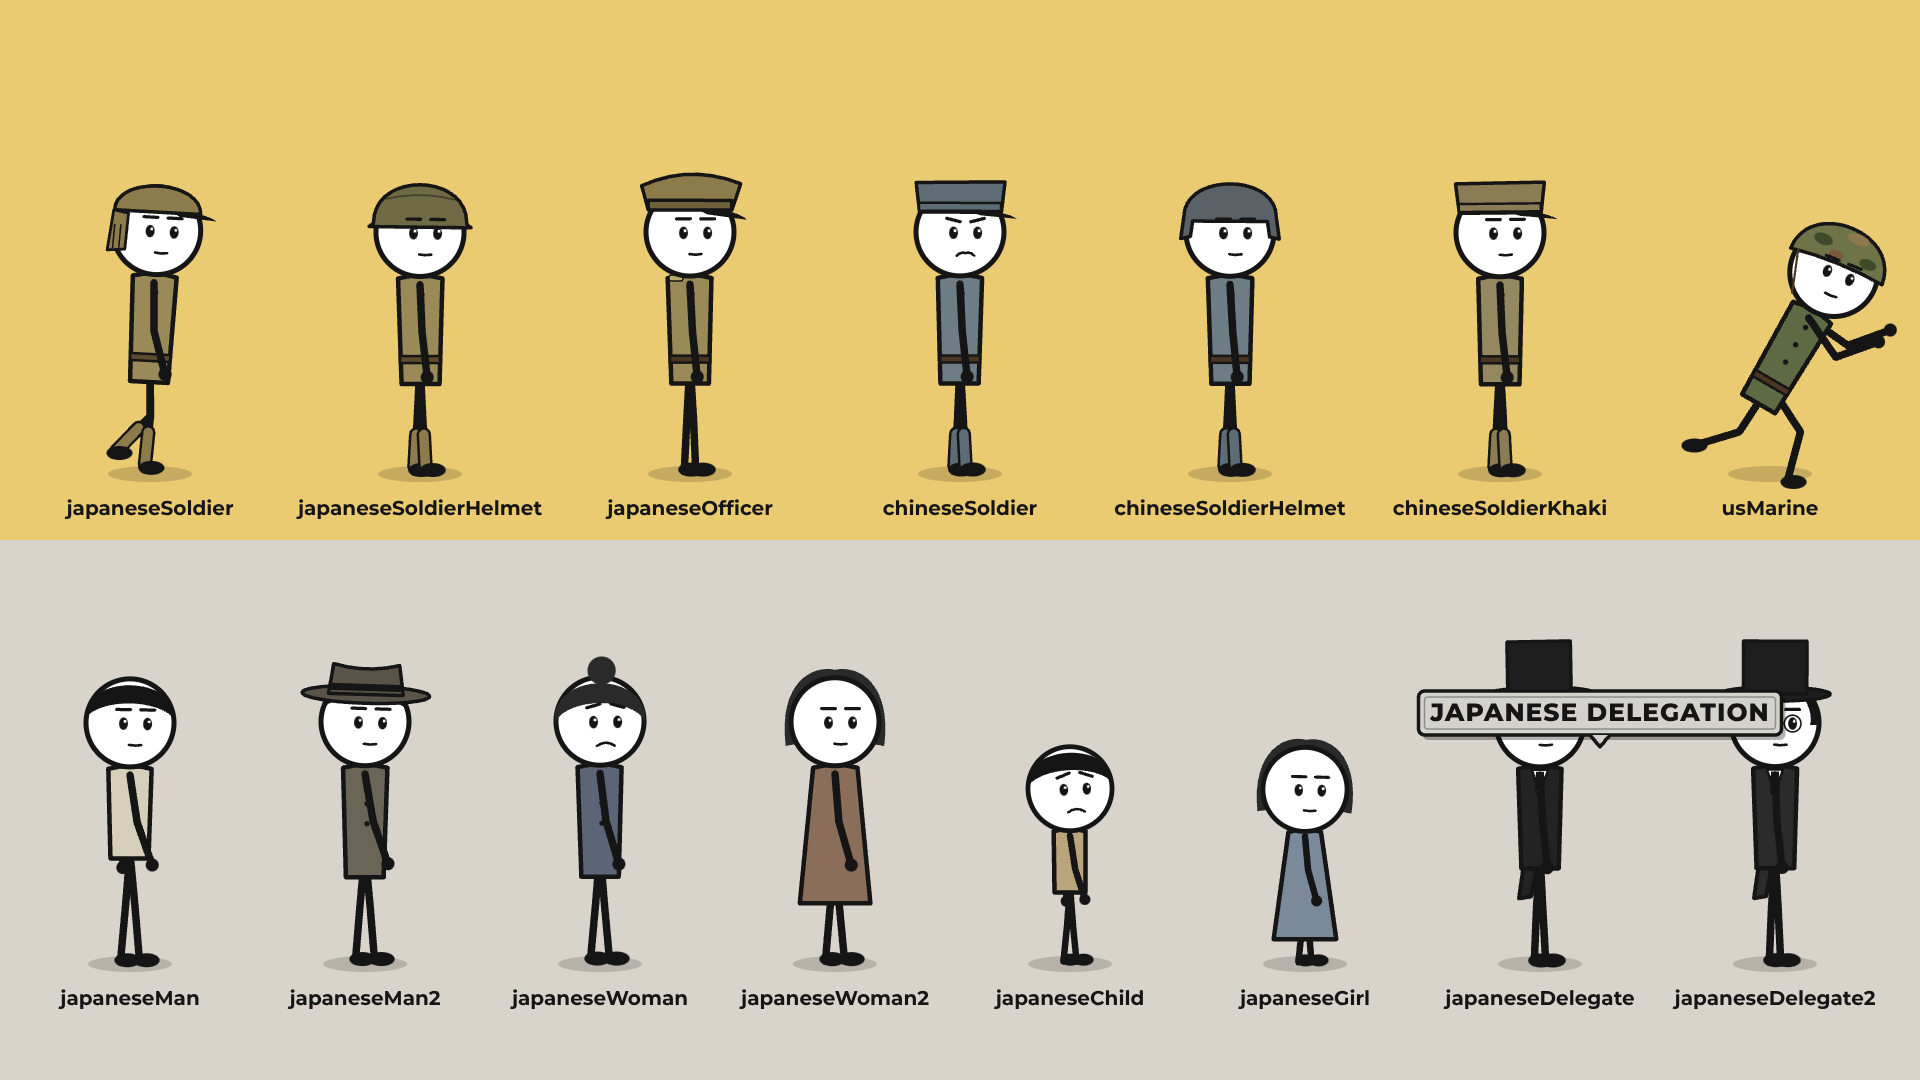 japaneseSoldier
japaneseSoldierHelmet
japaneseOfficer
chineseSoldier
chineseSoldierHelmet
chineseSoldierKhaki
usMarine
JAPANESE DELEGATION
japaneseMan
japaneseMan2
japaneseWoman
japaneseWoman2
japaneseChild
japaneseGirl
japaneseDelegate
japaneseDelegate2